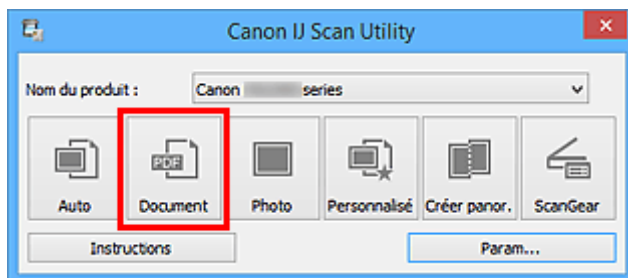 Canon IJ Scan Utility
Nom du produit : Canon series
PDF
Auto Document Photo Personnalisé Créer panor. ScanGear
Instructions Param...